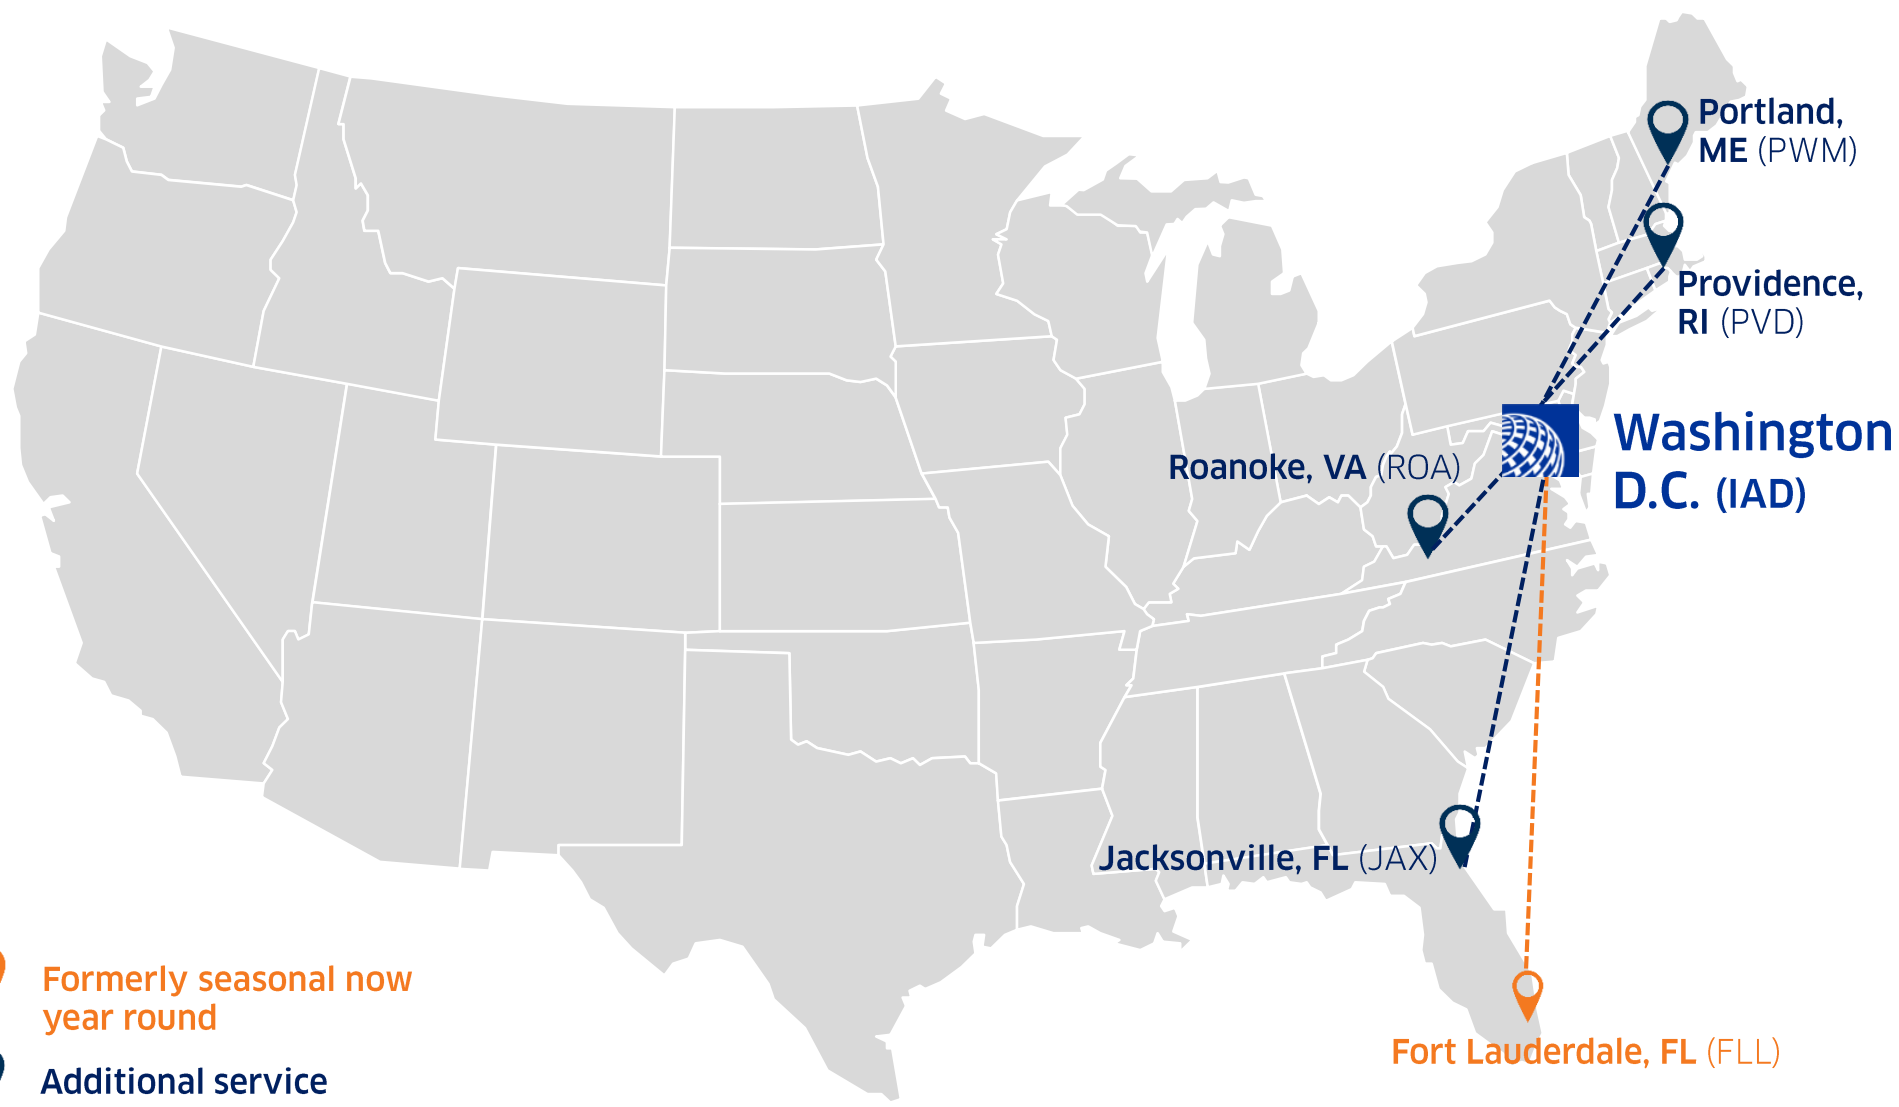 Portland,
ME (PWM)
Providence,
RI (PVD)
Washington
D.C. (IAD)
Roanoke, VA (ROA)
Jacksonville, FL (JAX)
Formerly seasonal now
year round
Fort Lauderdale, FL (FLL)
Additional service